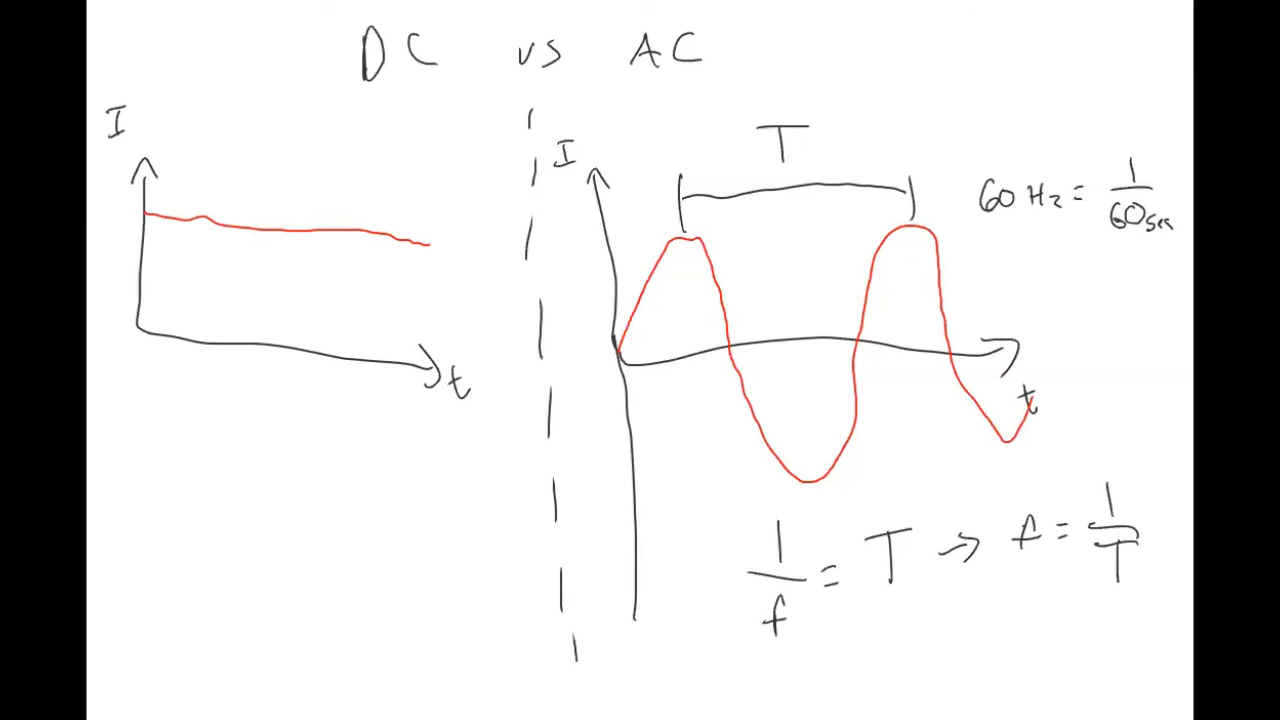 DC vs AC
I
t
I
T
t
60 Hz = 1/60sec
1/f = T → f = 1/T